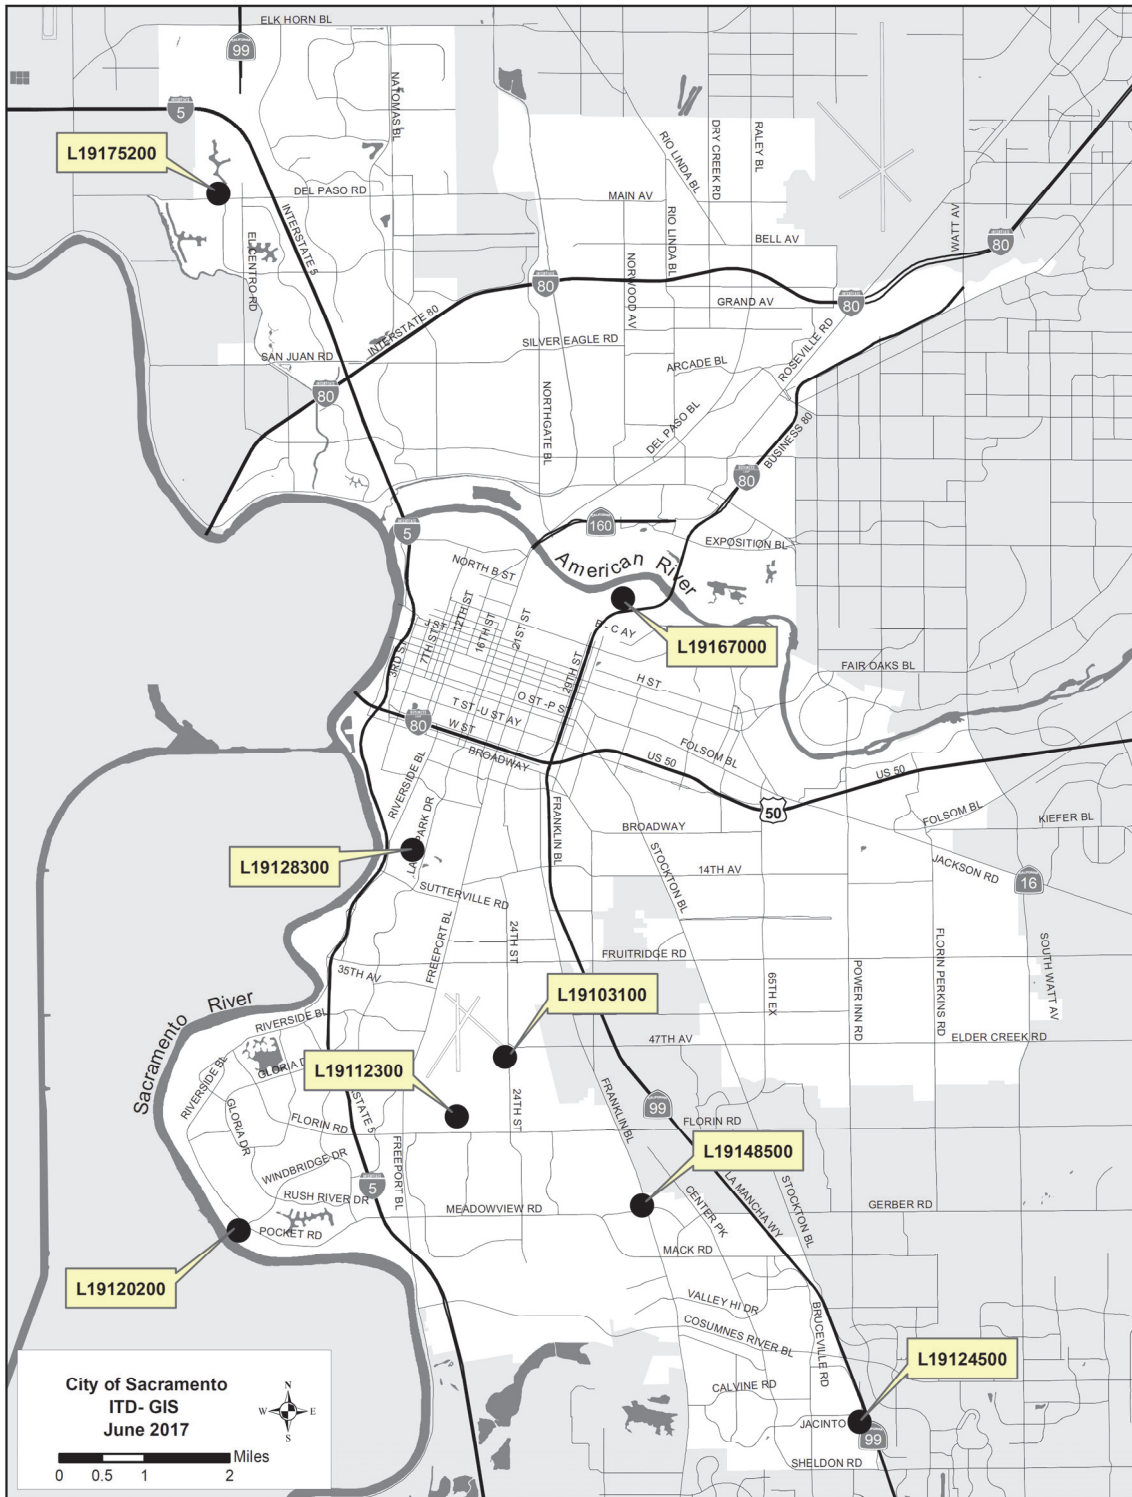 ELK HORN BL
CALIFORNIA
99
NATOMAS BL
INTERSTATE
5
L19175200
DEL PASO RD
RIO LINDA BL
DRY CREEK RD
RALEY BL
MAIN AV
INTERSTATE 5
EL CENTRO RD
RIO LINDA BL
BELL AV
WATT AV
80
NORWOOD AV
80
GRAND AV
80
INTERSTATE 80
SILVER EAGLE RD
SAN JUAN RD
ARCADE BL
ROSEVILLE RD
80
NORTHGATE BL
DEL PASO BL
BUSINESS 80
80
5
160
EXPOSITION BL
American River
NORTH B ST
12TH ST
7TH ST
16TH ST
21ST ST
3RD ST
29TH ST
L19167000
FAIR OAKS BL
H ST
O ST -P S
T ST -U ST AY
W ST
80
BROADWAY
FOLSOM BL
US 50
US 50
50
RIVERSIDE BL
PARK DR
FRANKLIN BL
BROADWAY
FOLSOM BL
KIEFER BL
L19128300
STOCKTON BL
14TH AV
JACKSON RD
16
SUTTERVILLE RD
FREEPORT BL
24TH ST
FRUITRIDGE RD
FLORIN PERKINS RD
SOUTH WATT AV
35TH AV
65TH EX
POWER INN RD
L19103100
Sacramento River
RIVERSIDE BL
47TH AV
ELDER CREEK RD
RIVERSIDE BL
GLORIA D
L19112300
GLORIA DR
STATE 5
24TH ST
FRANKLIN BL
99
FLORIN RD
FLORIN RD
FREEPORT BL
WINDBRIDGE DR
L19148500
5
RUSH RIVER DR
CENTER PK
LA MANCHA WY
STOCKTON BL
GERBER RD
MEADOWVIEW RD
POCKET RD
MACK RD
L19120200
VALLEY HI DR
COSUMNES RIVER BL
BRUCEVILLE RD
L19124500
CALVINE RD
JACINTO
99
SHELDON RD
City of Sacramento
ITD- GIS
June 2017
N
W E
S
Miles
0 0.5 1 2